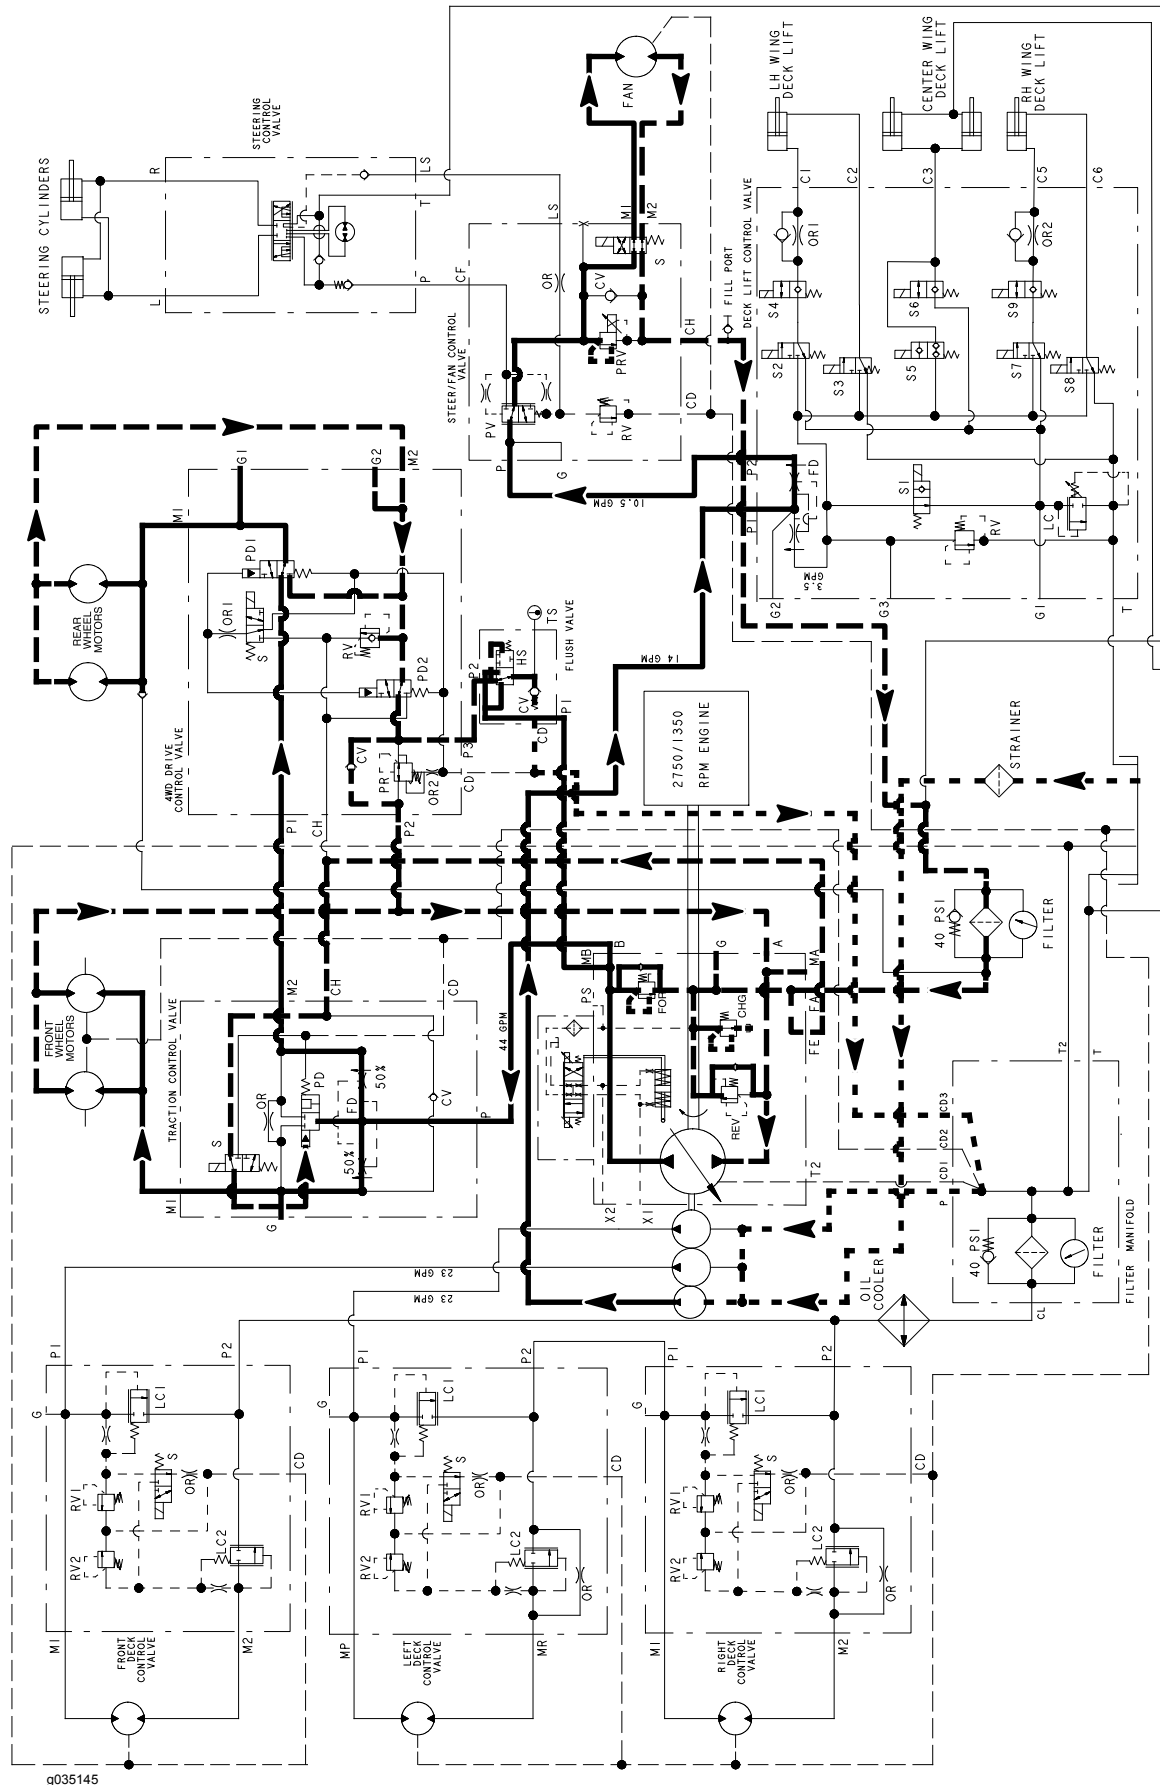 STEERING CYLINDERS
L
R
STEERING
CONTROL
VALVE
P
T
LS
CF
LS
STEER/FAN CONTROL
VALVE
PV
OR
CV
PRV
RV
S
M1
M2
P
G
CH
CD
FAN
FILL PORT
LH WING
DECK LIFT
CENTER WING
DECK LIFT
RH WING
DECK LIFT
C1
C2
C3
C5
C6
DECK LIFT CONTROL VALVE
OR1
OR2
S4
S6
S9
S2
S3
S5
S7
S8
S1
FD
RV
LC
P1
P2
G2
G3
G1
T
3.5
GPM
10.5 GPM
14 GPM
REAR
WHEEL
MOTORS
M1
G1
G2
M2
4WD DRIVE
CONTROL VALVE
OR1
PD1
S
RV
PD2
CV
PR
OR2
P1
CH
P2
CD
P3
P2
HS
CV
TS
FLUSH VALVE
P1
CD
2750/1350
RPM ENGINE
STRAINER
FRONT
WHEEL
MOTORS
TRACTION CONTROL VALVE
M2
CH
CD
M1
G
P
S
OR
PD
FD
50%
50%
CV
44 GPM
MB
B
PS
FOR
G
A
MA
FA
FE
CHG
REV
X2
X1
T2
40 PSI
FILTER
T2
T
CD3
CD2
CD1
P
40 PSI
FILTER
FILTER MANIFOLD
CL
OIL
COOLER
23 GPM
23 GPM
P1
P2
G
LC1
RV1
RV2
S
OR
LC2
CD
M1
M2
FRONT
DECK
CONTROL
VALVE
P1
P2
G
LC1
RV1
RV2
S
OR
LC2
OR
CD
MP
MR
LEFT
DECK
CONTROL
VALVE
P1
P2
G
LC1
RV1
RV2
S
OR
LC2
OR
CD
M1
M2
RIGHT
DECK
CONTROL
VALVE
g035145